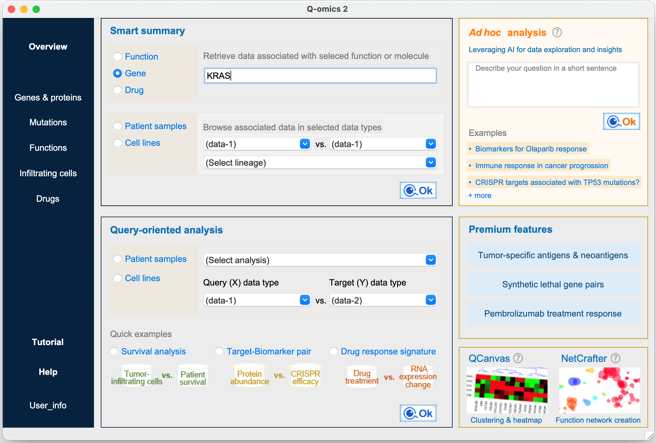 Q-omics 2
Overview
Genes & proteins
Mutations
Functions
Infiltrating cells
Drugs
Tutorial
Help
User_info
Smart summary
Function
Gene
Drug
Retrieve data associated with seleced function or molecule
KRAS
Patient samples
Cell lines
Browse associated data in selected data types
(data-1) vs. (data-1)
(Select lineage)
Ok
Query-oriented analysis
Patient samples
Cell lines
(Select analysis)
Query (X) data type Target (Y) data type
(data-1) vs. (data-2)
Quick examples
Survival analysis Target-Biomarker pair Drug response signature
Tumor-infiltrating cells vs. Patient survival
Protein abundance vs. CRISPR efficacy
Drug treatment vs. RNA expression change
Ok
Ad hoc analysis ?
Leveraging AI for data exploration and insights
Describe your question in a short sentence
Ok
Examples
• Biomarkers for Olaparib response
• Immune response in cancer progrossion
• CRISPR targets associated with TP53 mutations?
+ more
Premium features
Tumor-specific antigens & neoantigens
Synthetic lethal gene pairs
Pembrolizumab treatment response
QCanvas ? NetCrafter ?
Clustering & heatmap Function network creation